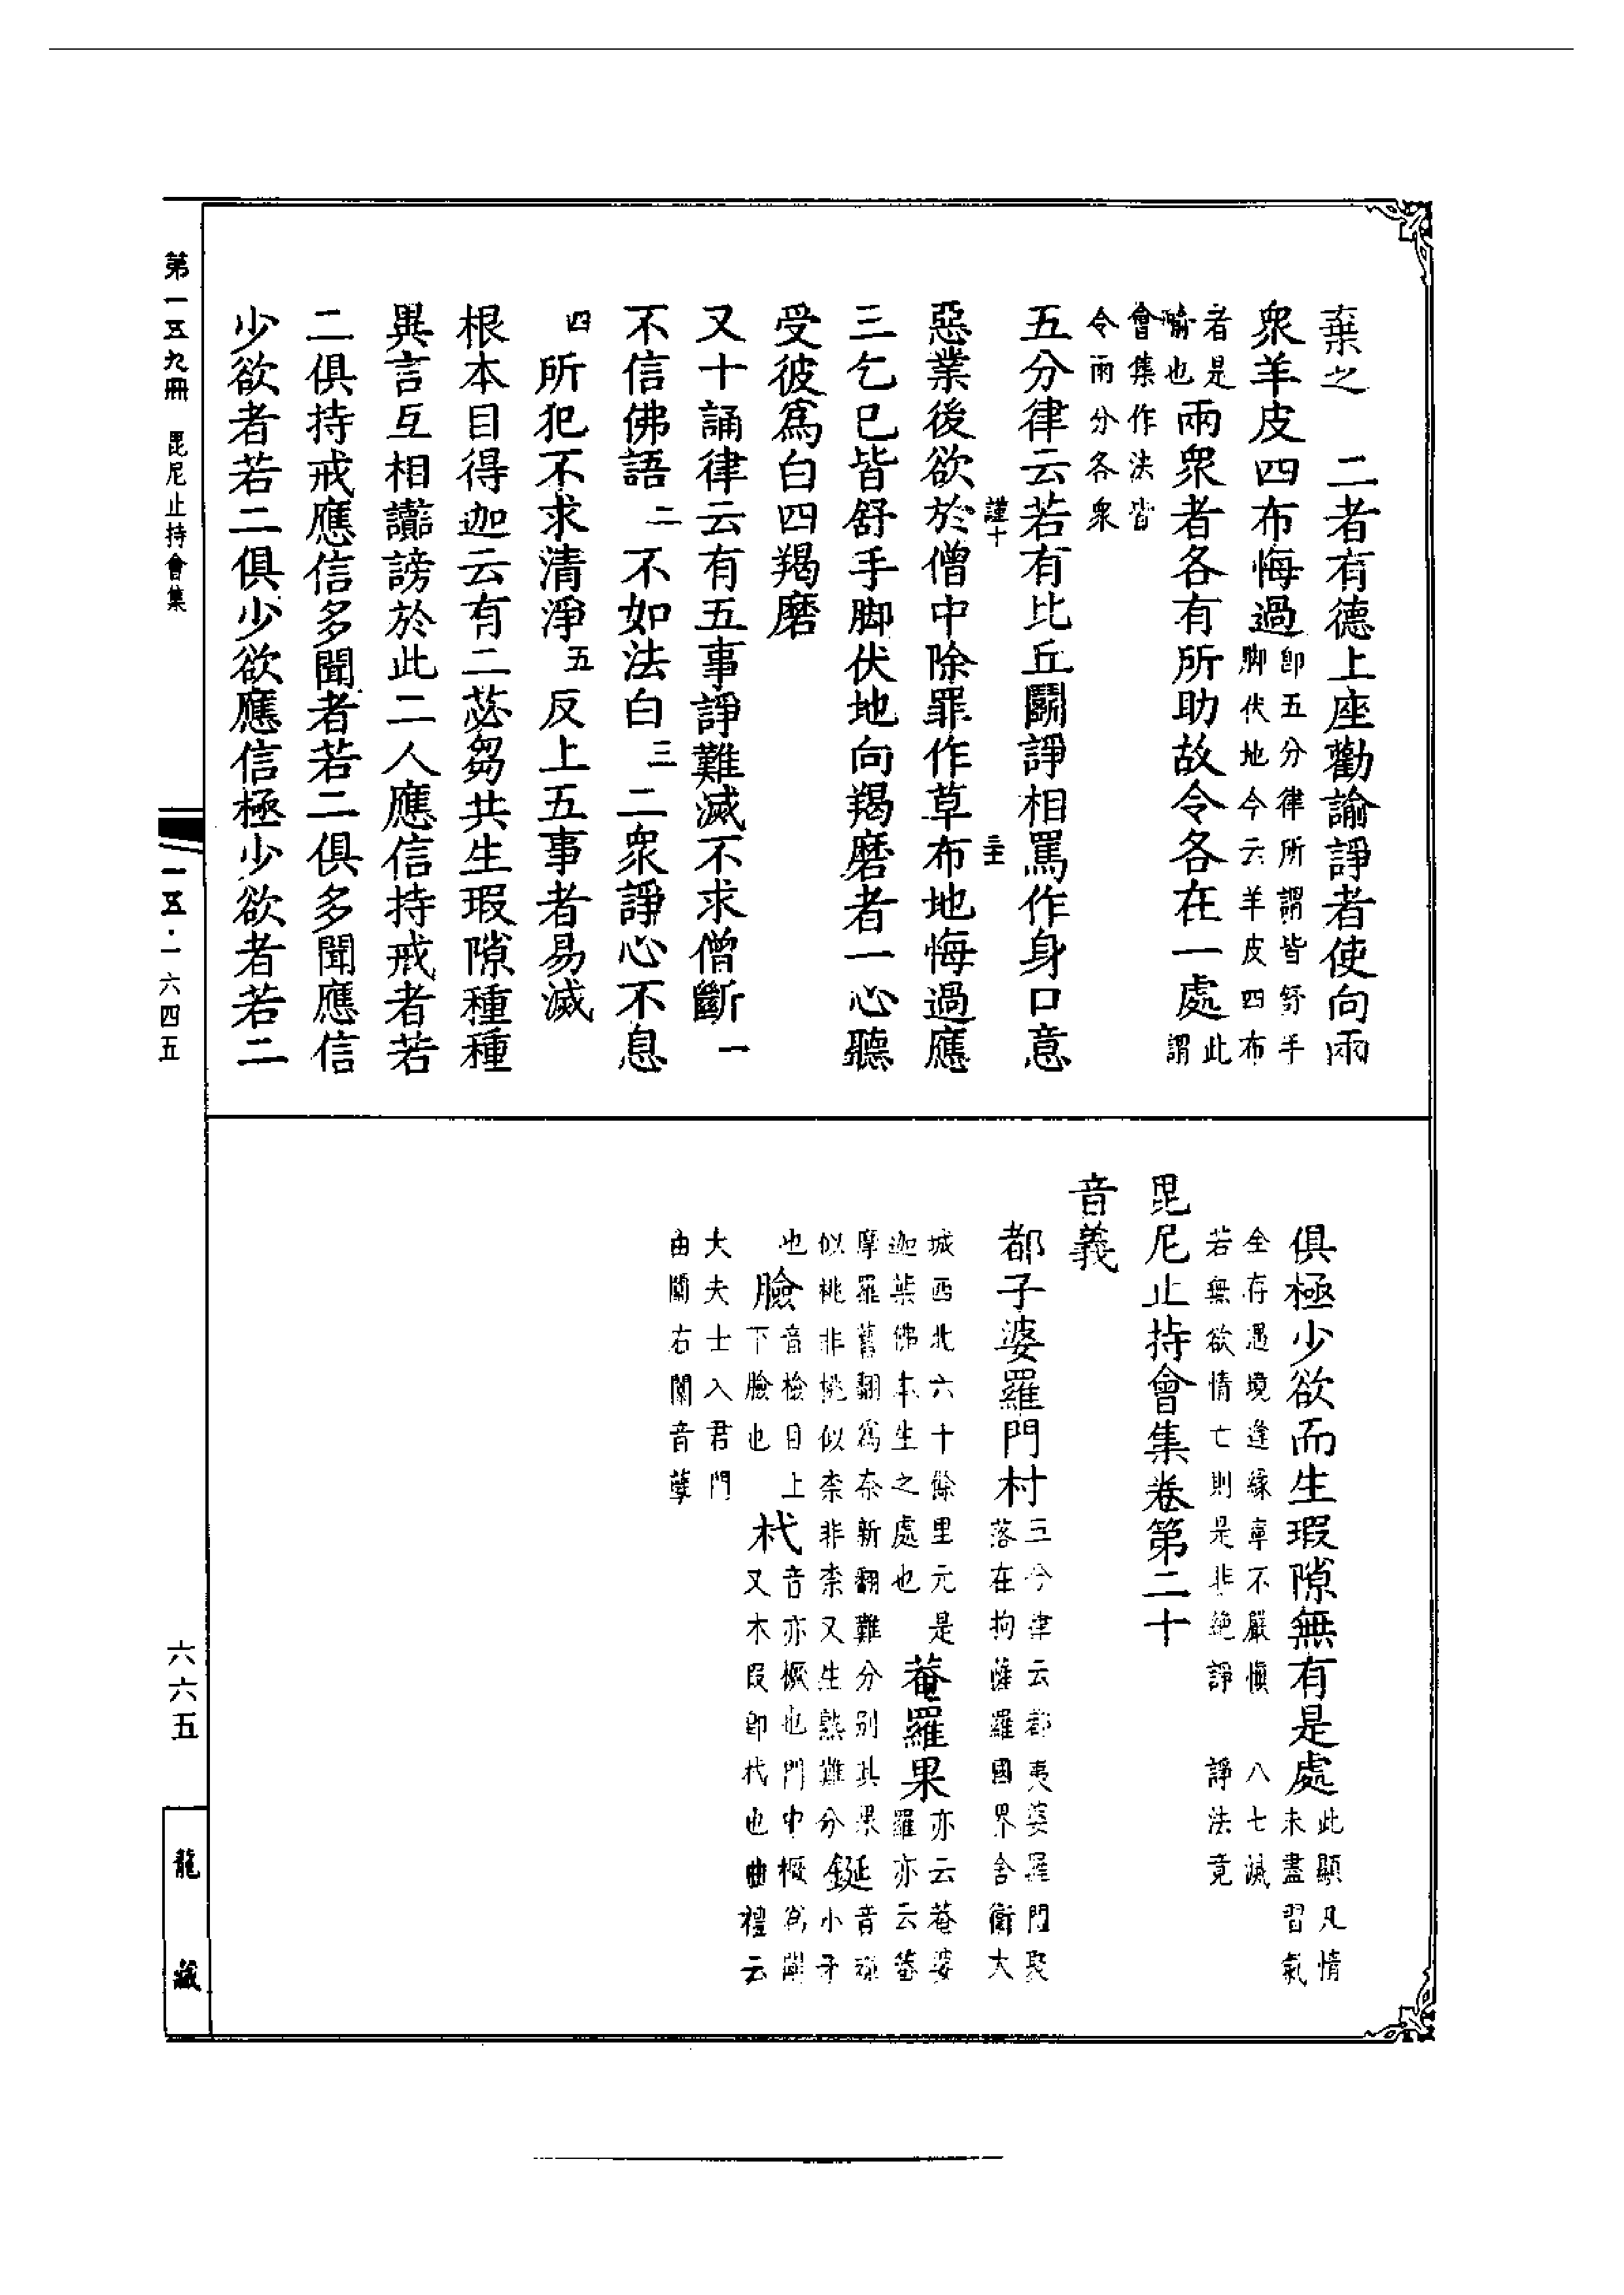 棄之　二者有德上座勸諭諍者使向兩
眾羊皮四布悔過卽五分律所謂皆舒手
脚伏地今云羊皮四布
者是
喻也兩眾者各有所助故令各在一處此
謂
會集作法皆
令兩分各眾
五分律云若有比丘鬬諍相罵作身口意
謹十
圭
惡業後欲於僧中除罪作草布地悔過應
三乞已皆舒手脚伏地向羯磨者一心聽
受彼爲白四羯磨
又十誦律云有五事諍難滅不求僧斷一
不信佛語二不如法白三二眾諍心不息
四所犯不求清淨五反上五事者易滅
根本目得迦云有二苾芻共生瑕隙種種
異言互相讟謗於此二人應信持戒者若
二俱持戒應信多聞者若二俱多聞應信
少欲者若二俱少欲應信極少欲者若二
俱極少欲而生瑕隙無有是處此顯凡情
未盡習氣
全存遇境逢緣寧不嚴愼　八七滅
若無欲情亡則是非絶諍　諍法竟
毘尼止持會集卷第二十
音義
都子婆羅門村三分律云都夷婆羅門聚
落在拘薩羅國界舍衛大
城西北六十餘里元是
迦葉佛本生之處也菴羅果亦云菴婆
羅亦云菴
摩羅舊翻爲柰新翻難分別其果
似桃非桃似柰非柰又生熟難分鋋音
小矛
也
臉音檢目上
下臉也杙音亦橛也門中橛爲闑
又木段卽杙也曲禮云
大夫士入君門
由闑右闑音孽
第一五九冊　毘尼止持會集
一五·一六四五
六六五
龍藏